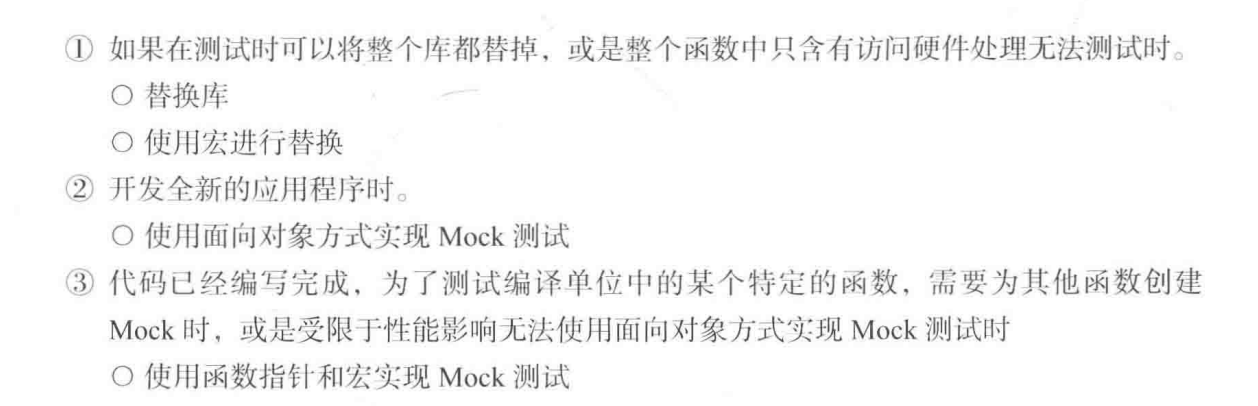 ① 如果在测试时可以将整个库都替掉，或是整个函数中只含有访问硬件处理无法测试时。
○ 替换库
○ 使用宏进行替换
② 开发全新的应用程序时。
○ 使用面向对象方式实现 Mock 测试
③ 代码已经编写完成，为了测试编译单位中的某个特定的函数，需要为其他函数创建
Mock 时，或是受限于性能影响无法使用面向对象方式实现 Mock 测试时
○ 使用函数指针和宏实现 Mock 测试